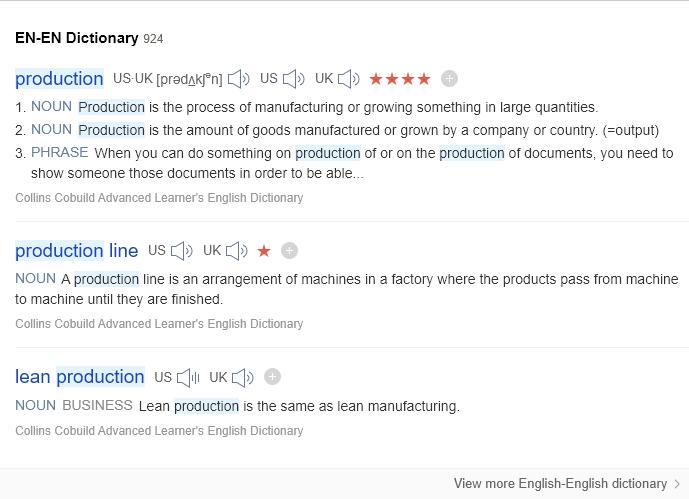 EN-EN Dictionary 924
production US·UK [prədʌkʃᵊn] US UK ★★★★
1. NOUN Production is the process of manufacturing or growing something in large quantities.
2. NOUN Production is the amount of goods manufactured or grown by a company or country. (=output)
3. PHRASE When you can do something on production of or on the production of documents, you need to
show someone those documents in order to be able...
Collins Cobuild Advanced Learner's English Dictionary
production line US UK ★
NOUN A production line is an arrangement of machines in a factory where the products pass from machine
to machine until they are finished.
Collins Cobuild Advanced Learner's English Dictionary
lean production US UK
NOUN BUSINESS Lean production is the same as lean manufacturing.
Collins Cobuild Advanced Learner's English Dictionary
View more English-English dictionary